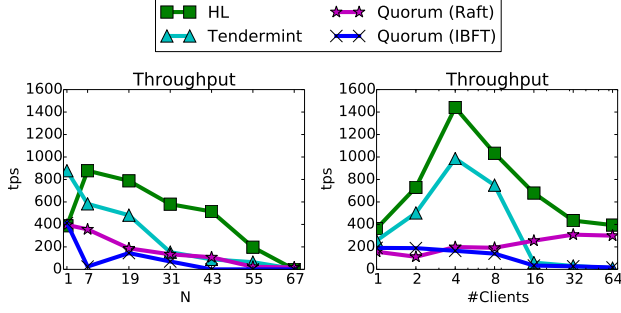 HL
Quorum (Raft)
Tendermint
Quorum (IBFT)
Throughput
Throughput
1600
1400
1200
1000
800
600
400
200
0
tps
1 7 19 31 43 55 67
N
1600
1400
1200
1000
800
600
400
200
0
tps
1 2 4 8 16 32 64
#Clients